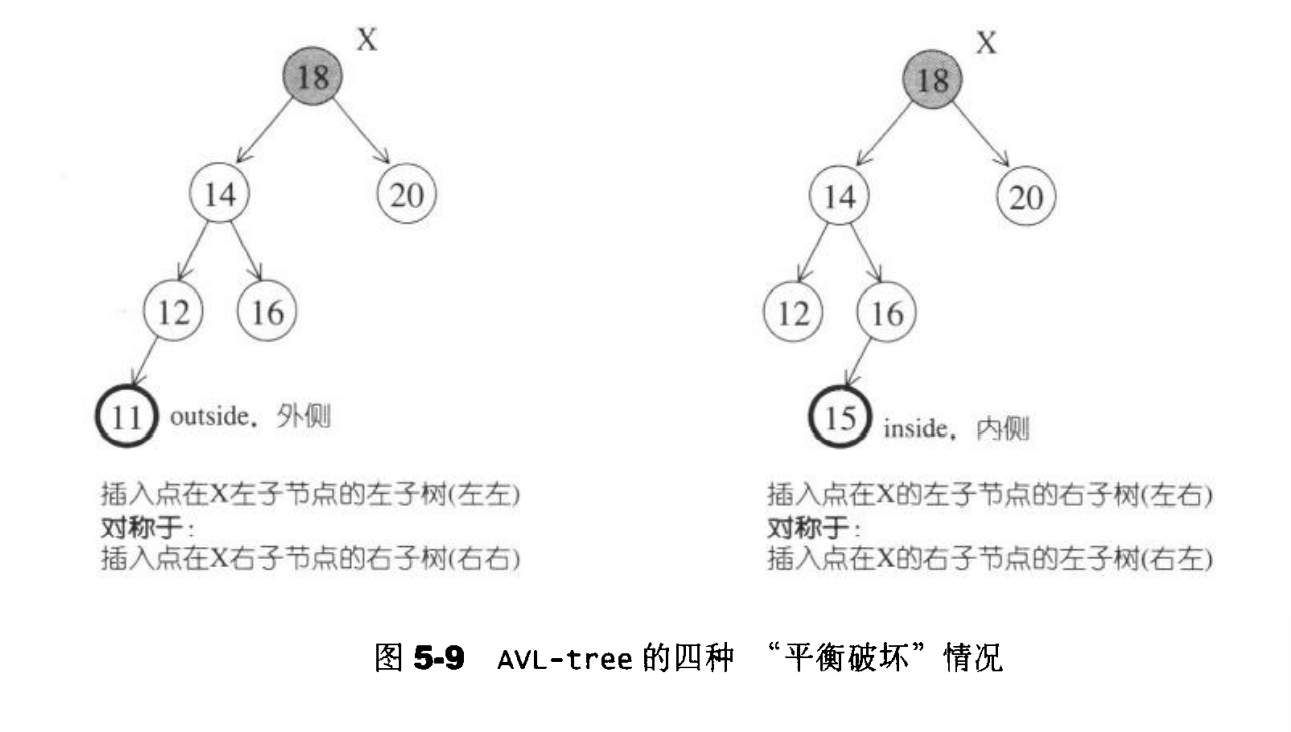 X
18
14
20
12
16
11
outside，外侧
插入点在X左子节点的左子树(左左)
对称于：
插入点在X右子节点的右子树(右右)
X
18
14
20
12
16
15
inside，内侧
插入点在X的左子节点的右子树(左右)
对称于：
插入点在X的右子节点的左子树(右左)
图 5-9 AVL-tree 的四种 “平衡破坏”情况